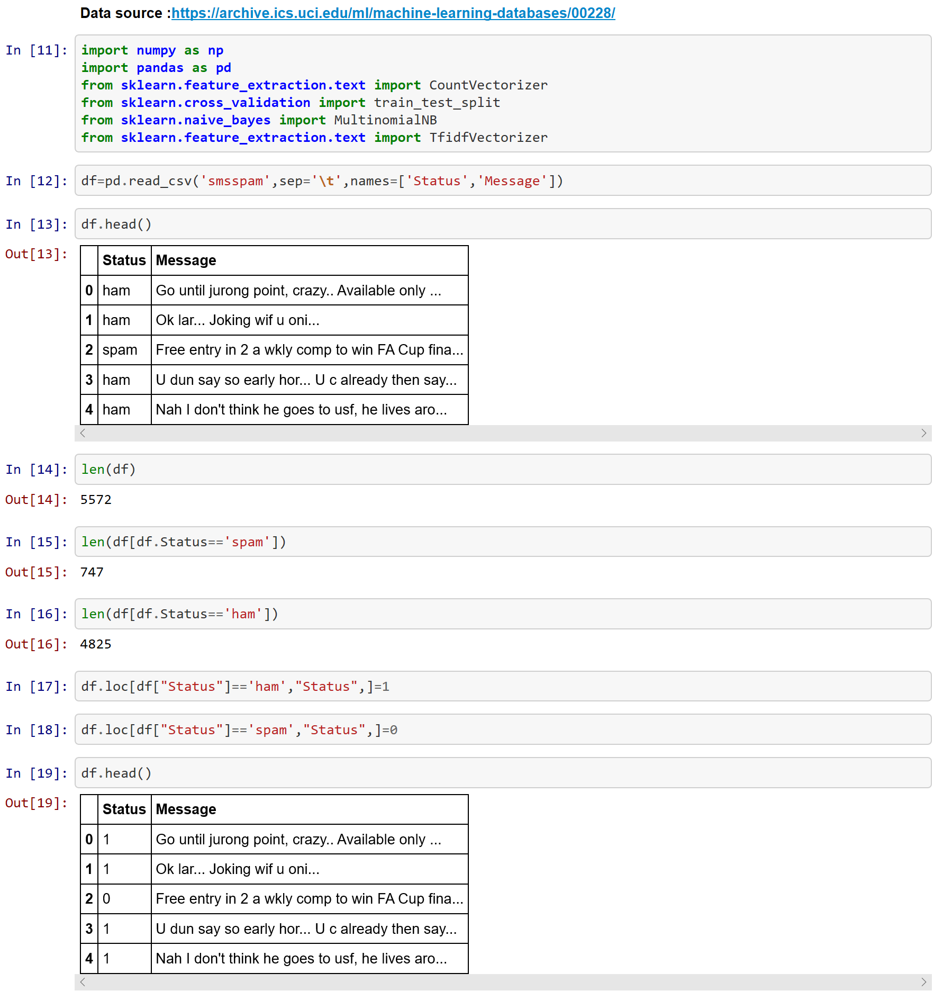 Data source :https://archive.ics.uci.edu/ml/machine-learning-databases/00228/
In [11]: import numpy as np
import pandas as pd
from sklearn.feature_extraction.text import CountVectorizer
from sklearn.cross_validation import train_test_split
from sklearn.naive_bayes import MultinomialNB
from sklearn.feature_extraction.text import TfidfVectorizer
In [12]: df=pd.read_csv('smsspam',sep='\t',names=['Status','Message'])
In [13]: df.head()
Out[13]:
Status Message
0 ham Go until jurong point, crazy.. Available only ...
1 ham Ok lar... Joking wif u oni...
2 spam Free entry in 2 a wkly comp to win FA Cup fina...
3 ham U dun say so early hor... U c already then say...
4 ham Nah I don't think he goes to usf, he lives aro...
In [14]: len(df)
Out[14]: 5572
In [15]: len(df[df.Status=='spam'])
Out[15]: 747
In [16]: len(df[df.Status=='ham'])
Out[16]: 4825
In [17]: df.loc[df["Status"]=='ham',"Status",]=1
In [18]: df.loc[df["Status"]=='spam',"Status",]=0
In [19]: df.head()
Out[19]:
Status Message
0 1 Go until jurong point, crazy.. Available only ...
1 1 Ok lar... Joking wif u oni...
2 0 Free entry in 2 a wkly comp to win FA Cup fina...
3 1 U dun say so early hor... U c already then say...
4 1 Nah I don't think he goes to usf, he lives aro...